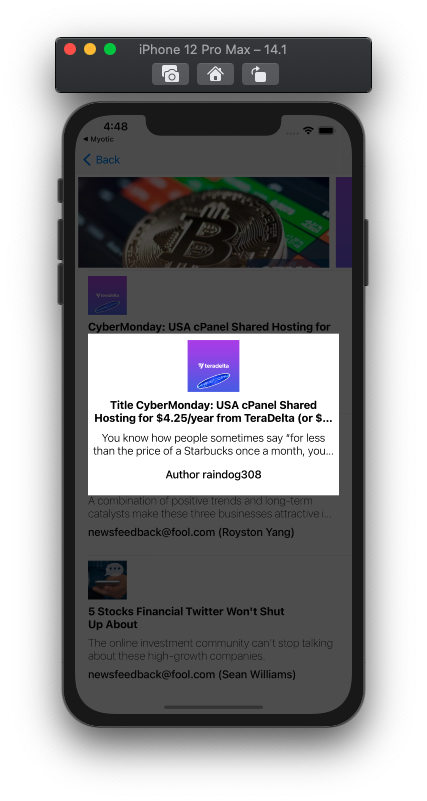 iPhone 12 Pro Max – 14.1
4:48
Myotic
Back
CyberMonday: USA cPanel Shared Hosting for
teradelta
Title CyberMonday: USA cPanel Shared
Hosting for $4.25/year from TeraDelta (or $...
You know how people sometimes say “for less
than the price of a Starbucks once a month, you...
Author raindog308
A combination of positive trends and long-term
catalysts make these three businesses attractive i...
newsfeedback@fool.com (Royston Yang)
5 Stocks Financial Twitter Won't Shut
Up About
The online investment community can't stop talking
about these high-growth companies.
newsfeedback@fool.com (Sean Williams)